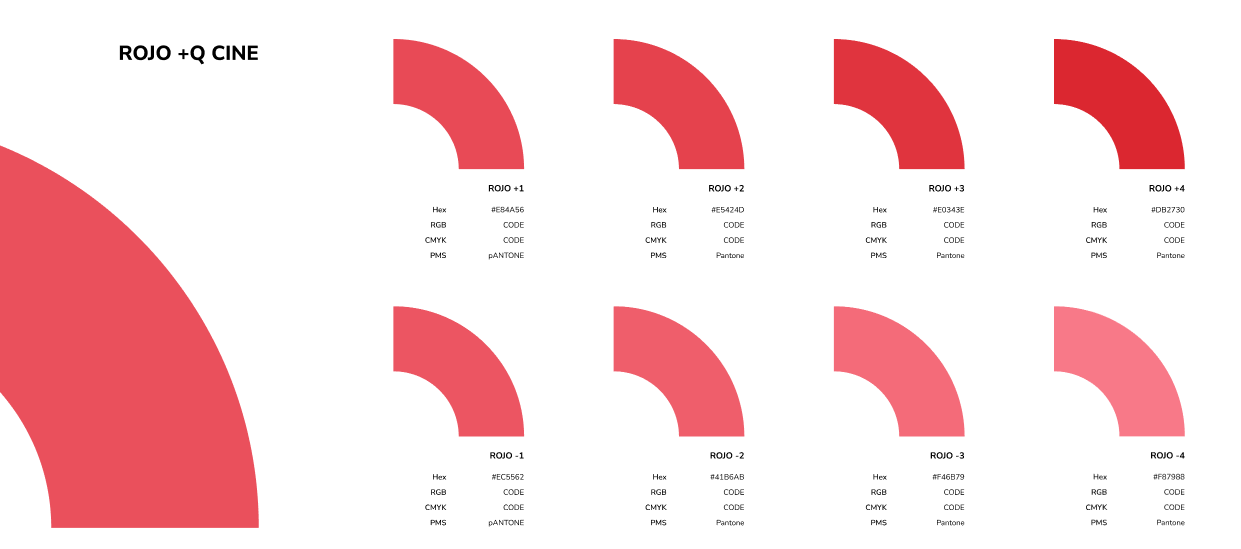 ROJO +Q CINE
ROJO +1
Hex #E84A56
RGB CODE
CMYK CODE
PMS pANTONE
ROJO +2
Hex #E5424D
RGB CODE
CMYK CODE
PMS Pantone
ROJO +3
Hex #E0343E
RGB CODE
CMYK CODE
PMS Pantone
ROJO +4
Hex #DB2730
RGB CODE
CMYK CODE
PMS Pantone
ROJO -1
Hex #EC5562
RGB CODE
CMYK CODE
PMS pANTONE
ROJO -2
Hex #41B6AB
RGB CODE
CMYK CODE
PMS Pantone
ROJO -3
Hex #F46B79
RGB CODE
CMYK CODE
PMS Pantone
ROJO -4
Hex #F87988
RGB CODE
CMYK CODE
PMS Pantone